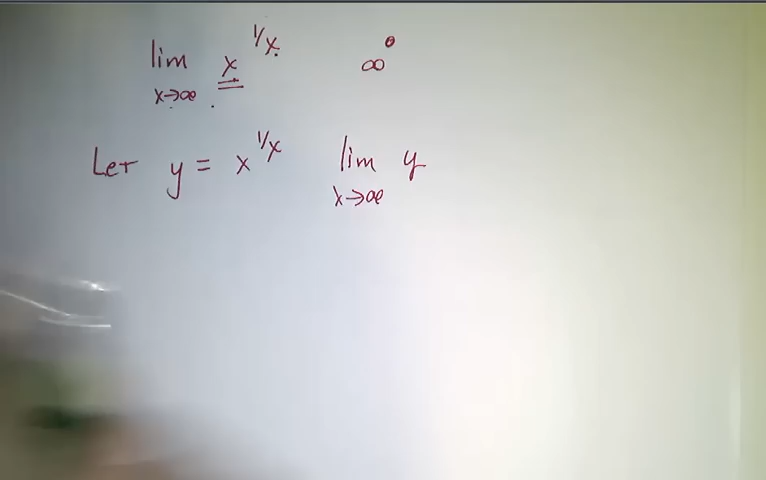 lim x→∞ x^1/x ∞^0
Let y = x^1/x lim x→∞ y